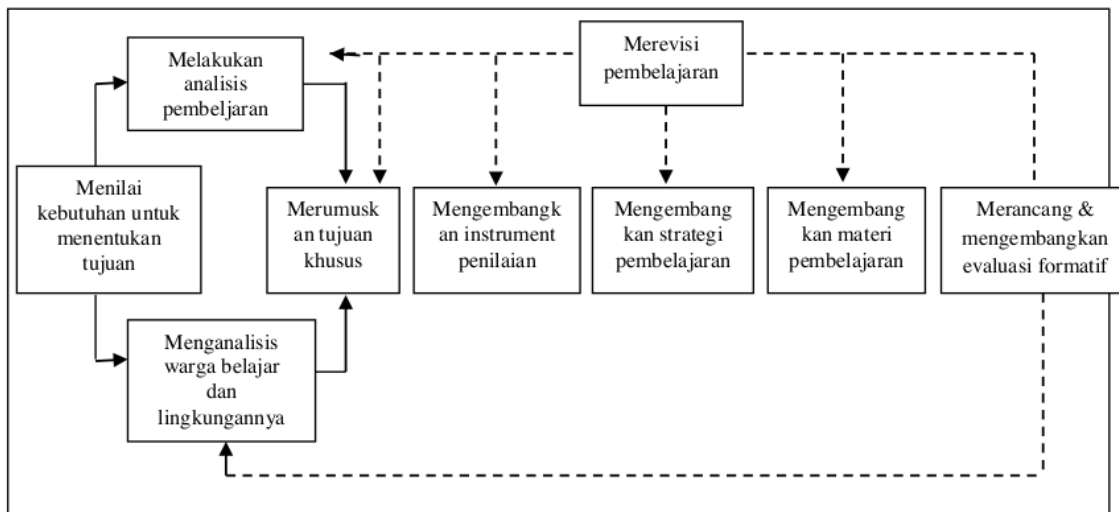 Melakukan
analisis
pembeljaran
Merevisi
pembelajaran
Menilai
kebutuhan untuk
menentukan
tujuan
Merumusk
an tujuan
khusus
Mengembangk
an instrument
penilaian
Mengembang
kan strategi
pembelajaran
Mengembang
kan materi
pembelajaran
Merancang &
mengembangkan
evaluasi formatif
Menganalisis
warga belajar
dan
lingkungannya